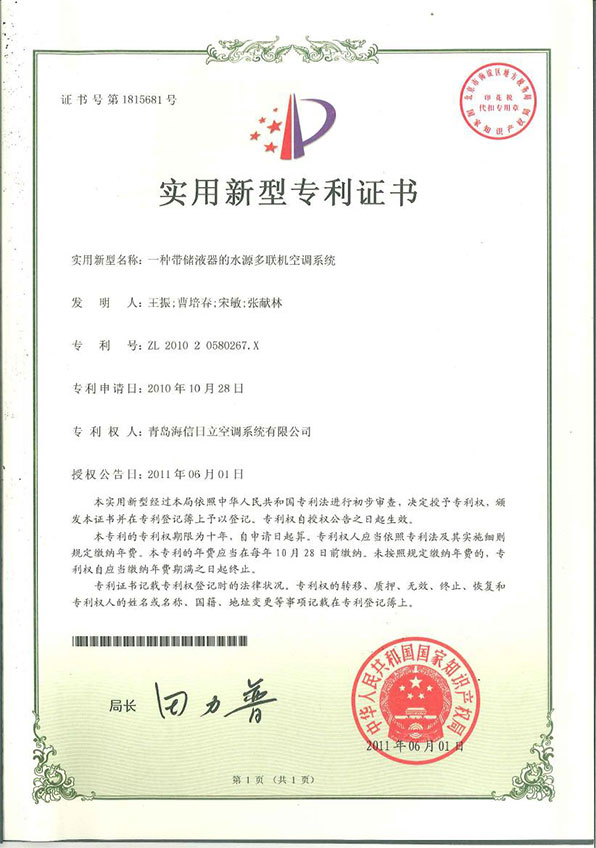 证书号第1815681号
北京市海淀区地方税务局
印花税
代扣专用章
国家知识产权局
实用新型专利证书
实用新型名称：一种带储液器的水源多联机空调系统
发 明 人：王振;曹培春;宋敏;张献林
专 利 号：ZL 2010 2 0580267.X
专利申请日：2010年10月28日
专 利 权 人：青岛海信日立空调系统有限公司
授权公告日：2011年06月01日
本实用新型经过本局依照中华人民共和国专利法进行初步审查，决定授予专利权，颁
发本证书并在专利登记簿上予以登记。专利权自授权公告之日起生效。
本专利的专利权期限为十年，自申请日起算。专利权人应当依照专利法及其实施细则
规定缴纳年费。本专利的年费应当在每年10月28日前缴纳。未按照规定缴纳年费的，专
利权自应当缴纳年费期满之日起终止。
专利证书记载专利权登记时的法律状况。专利权的转移、质押、无效、终止、恢复和
专利权人的姓名或名称、国籍、地址变更等事项记载在专利登记簿上。
局长 田力普
中华人民共和国国家知识产权局
2011年06月01日
第1页（共1页）